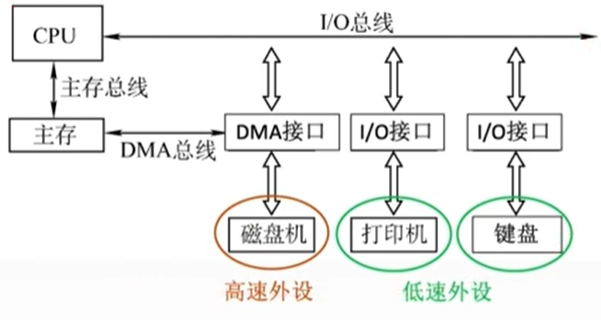 I/O总线
CPU
主存总线
主存
DMA总线
DMA接口
I/O接口
I/O接口
磁盘机
打印机
键盘
高速外设
低速外设